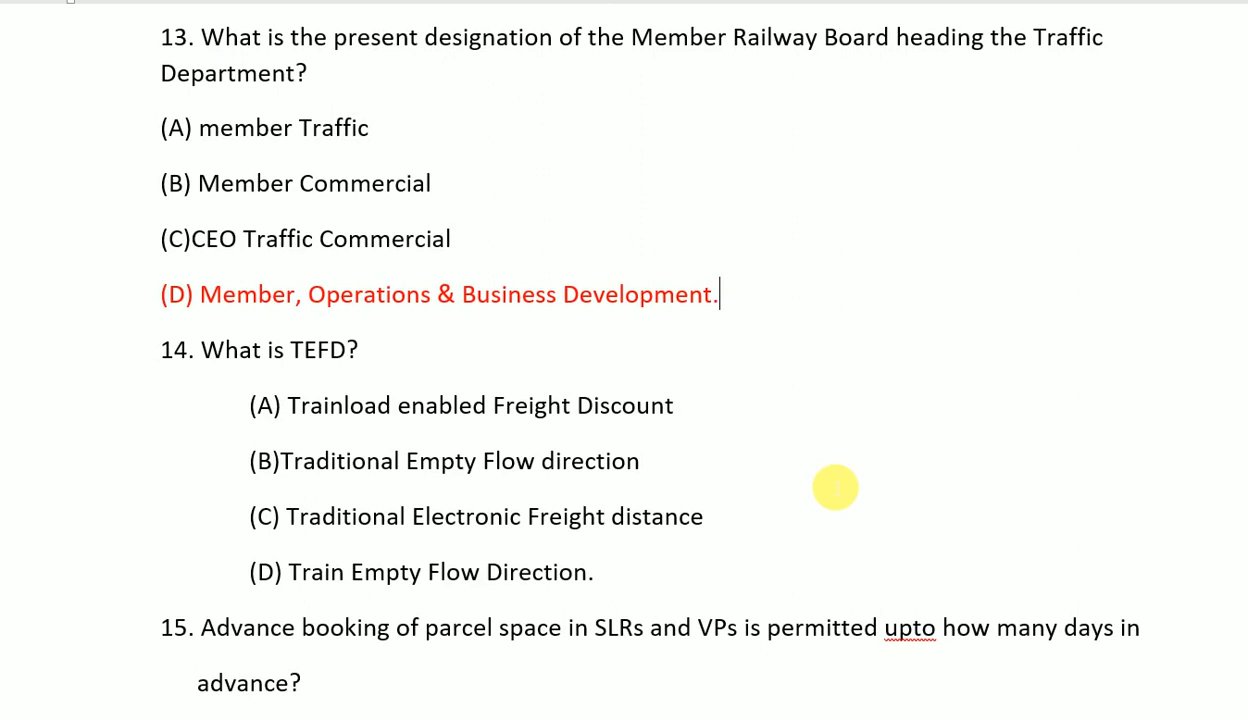 13. What is the present designation of the Member Railway Board heading the Traffic
Department?
(A) member Traffic
(B) Member Commercial
(C)CEO Traffic Commercial
(D) Member, Operations & Business Development.
14. What is TEFD?
(A) Trainload enabled Freight Discount
(B)Traditional Empty Flow direction
(C) Traditional Electronic Freight distance
(D) Train Empty Flow Direction.
15. Advance booking of parcel space in SLRs and VPs is permitted upto how many days in
advance?